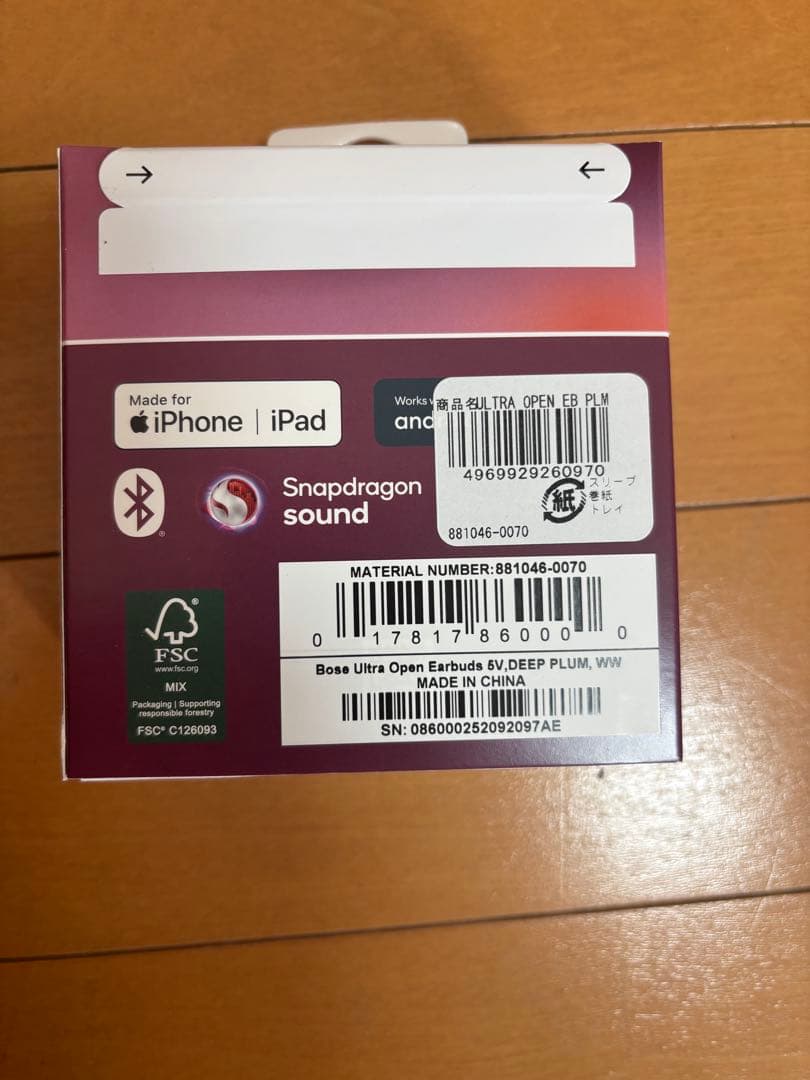 → ←
Made for
iPhone | iPad
Works
and
商品名ULTRA OPEN EB PLM
4969929260970
紙
スリーブ
巻紙
トレイ
881046-0070
Snapdragon
sound
MATERIAL NUMBER:881046-0070
0 17817 86000 0
Bose Ultra Open Earbuds 5V,DEEP PLUM, WW
MADE IN CHINA
SN: 086000252092097AE
FSC
www.fsc.org
MIX
Packaging | Supporting
responsible forestry
FSC® C126093